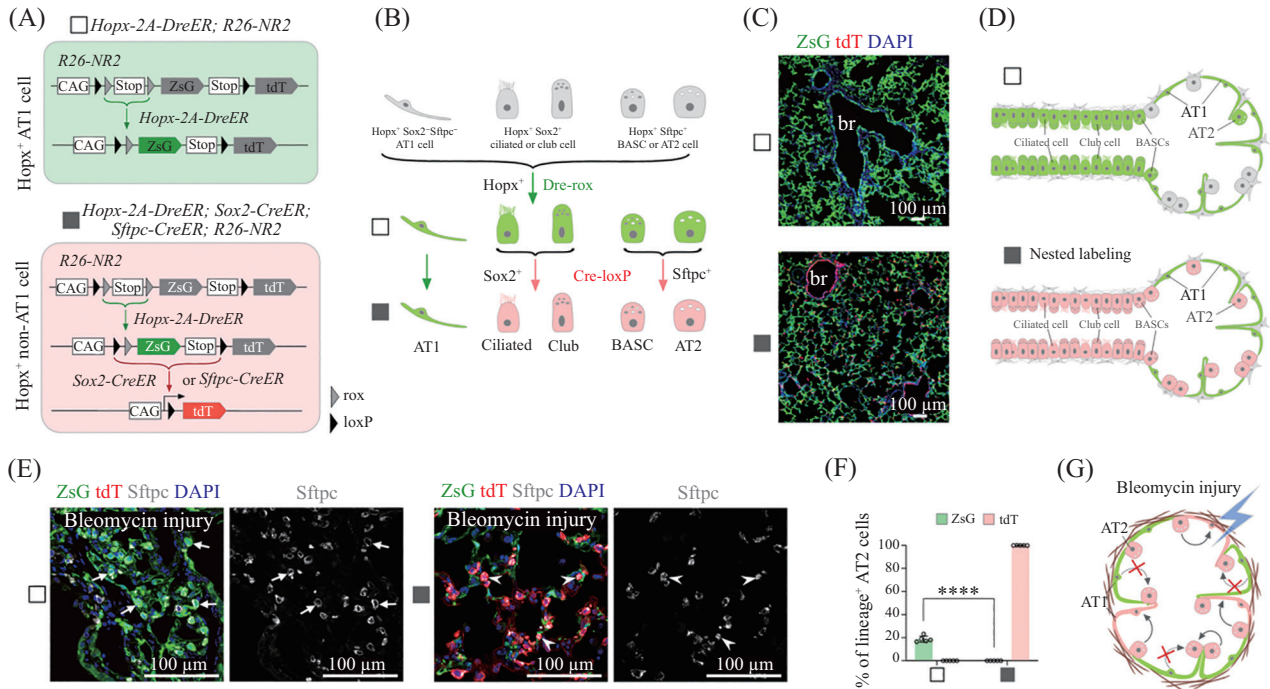 (A)
Hopx-2A-DreER; R26-NR2
Hopx⁺ AT1 cell
R26-NR2
CAG Stop ZsG Stop tdT
Hopx-2A-DreER
CAG ZsG Stop tdT
Hopx-2A-DreER; Sox2-CreER;
Sftpc-CreER; R26-NR2
Hopx⁺ non-AT1 cell
R26-NR2
CAG Stop ZsG Stop tdT
Hopx-2A-DreER
CAG ZsG Stop tdT
Sox2-CreER or Sftpc-CreER
CAG tdT
rox
loxP
(B)
Hopx⁺ Sox2⁻Sftpc⁻
AT1 cell
Hopx⁺ Sox2⁺
ciliated or club cell
Hopx⁺ Sftpc⁺
BASC or AT2 cell
Hopx⁺ Dre-rox
Sox2⁺ Cre-loxP Sftpc⁺
AT1 Ciliated Club BASC AT2
(C)
ZsG tdT DAPI
br
100 µm
br
100 µm
(D)
AT1
AT2
Ciliated cell Club cell BASCs
Nested labeling
AT1
AT2
Ciliated cell Club cell BASCs
(E)
ZsG tdT Sftpc DAPI Sftpc
Bleomycin injury
100 µm 100 µm
ZsG tdT Sftpc DAPI Sftpc
Bleomycin injury
100 µm 100 µm
(F)
ZsG tdT
% of lineage⁺ AT2 cells
100
80
60
40
20
0
****
(G)
Bleomycin injury
AT2
AT1